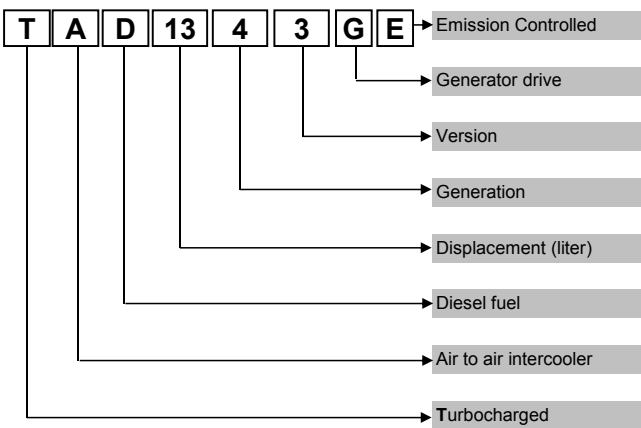 T A D 13 4 3 G E
Emission Controlled
Generator drive
Version
Generation
Displacement (liter)
Diesel fuel
Air to air intercooler
Turbocharged